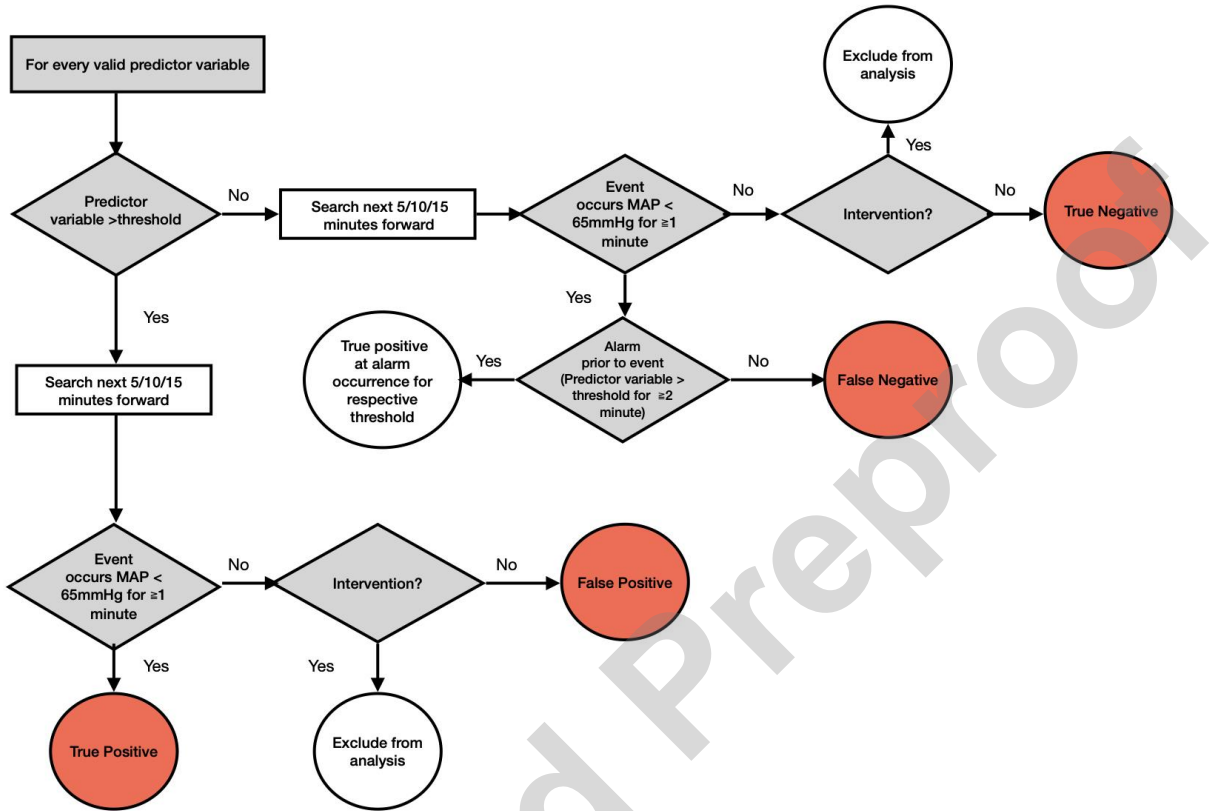 For every valid predictor variable
Exclude from
analysis
Yes
Predictor
variable >threshold
No
Search next 5/10/15
minutes forward
Event
occurs MAP <
65mmHg for ≧1
minute
No
Intervention?
No
True Negative
Yes
Yes
Search next 5/10/15
minutes forward
True positive
at alarm
occurrence for
respective
threshold
Yes
Alarm
prior to event
(Predictor variable >
threshold for ≧2
minute)
No
False Negative
Event
occurs MAP <
65mmHg for ≧1
minute
No
Intervention?
No
False Positive
Yes
Yes
True Positive
Exclude from
analysis
d Preproof